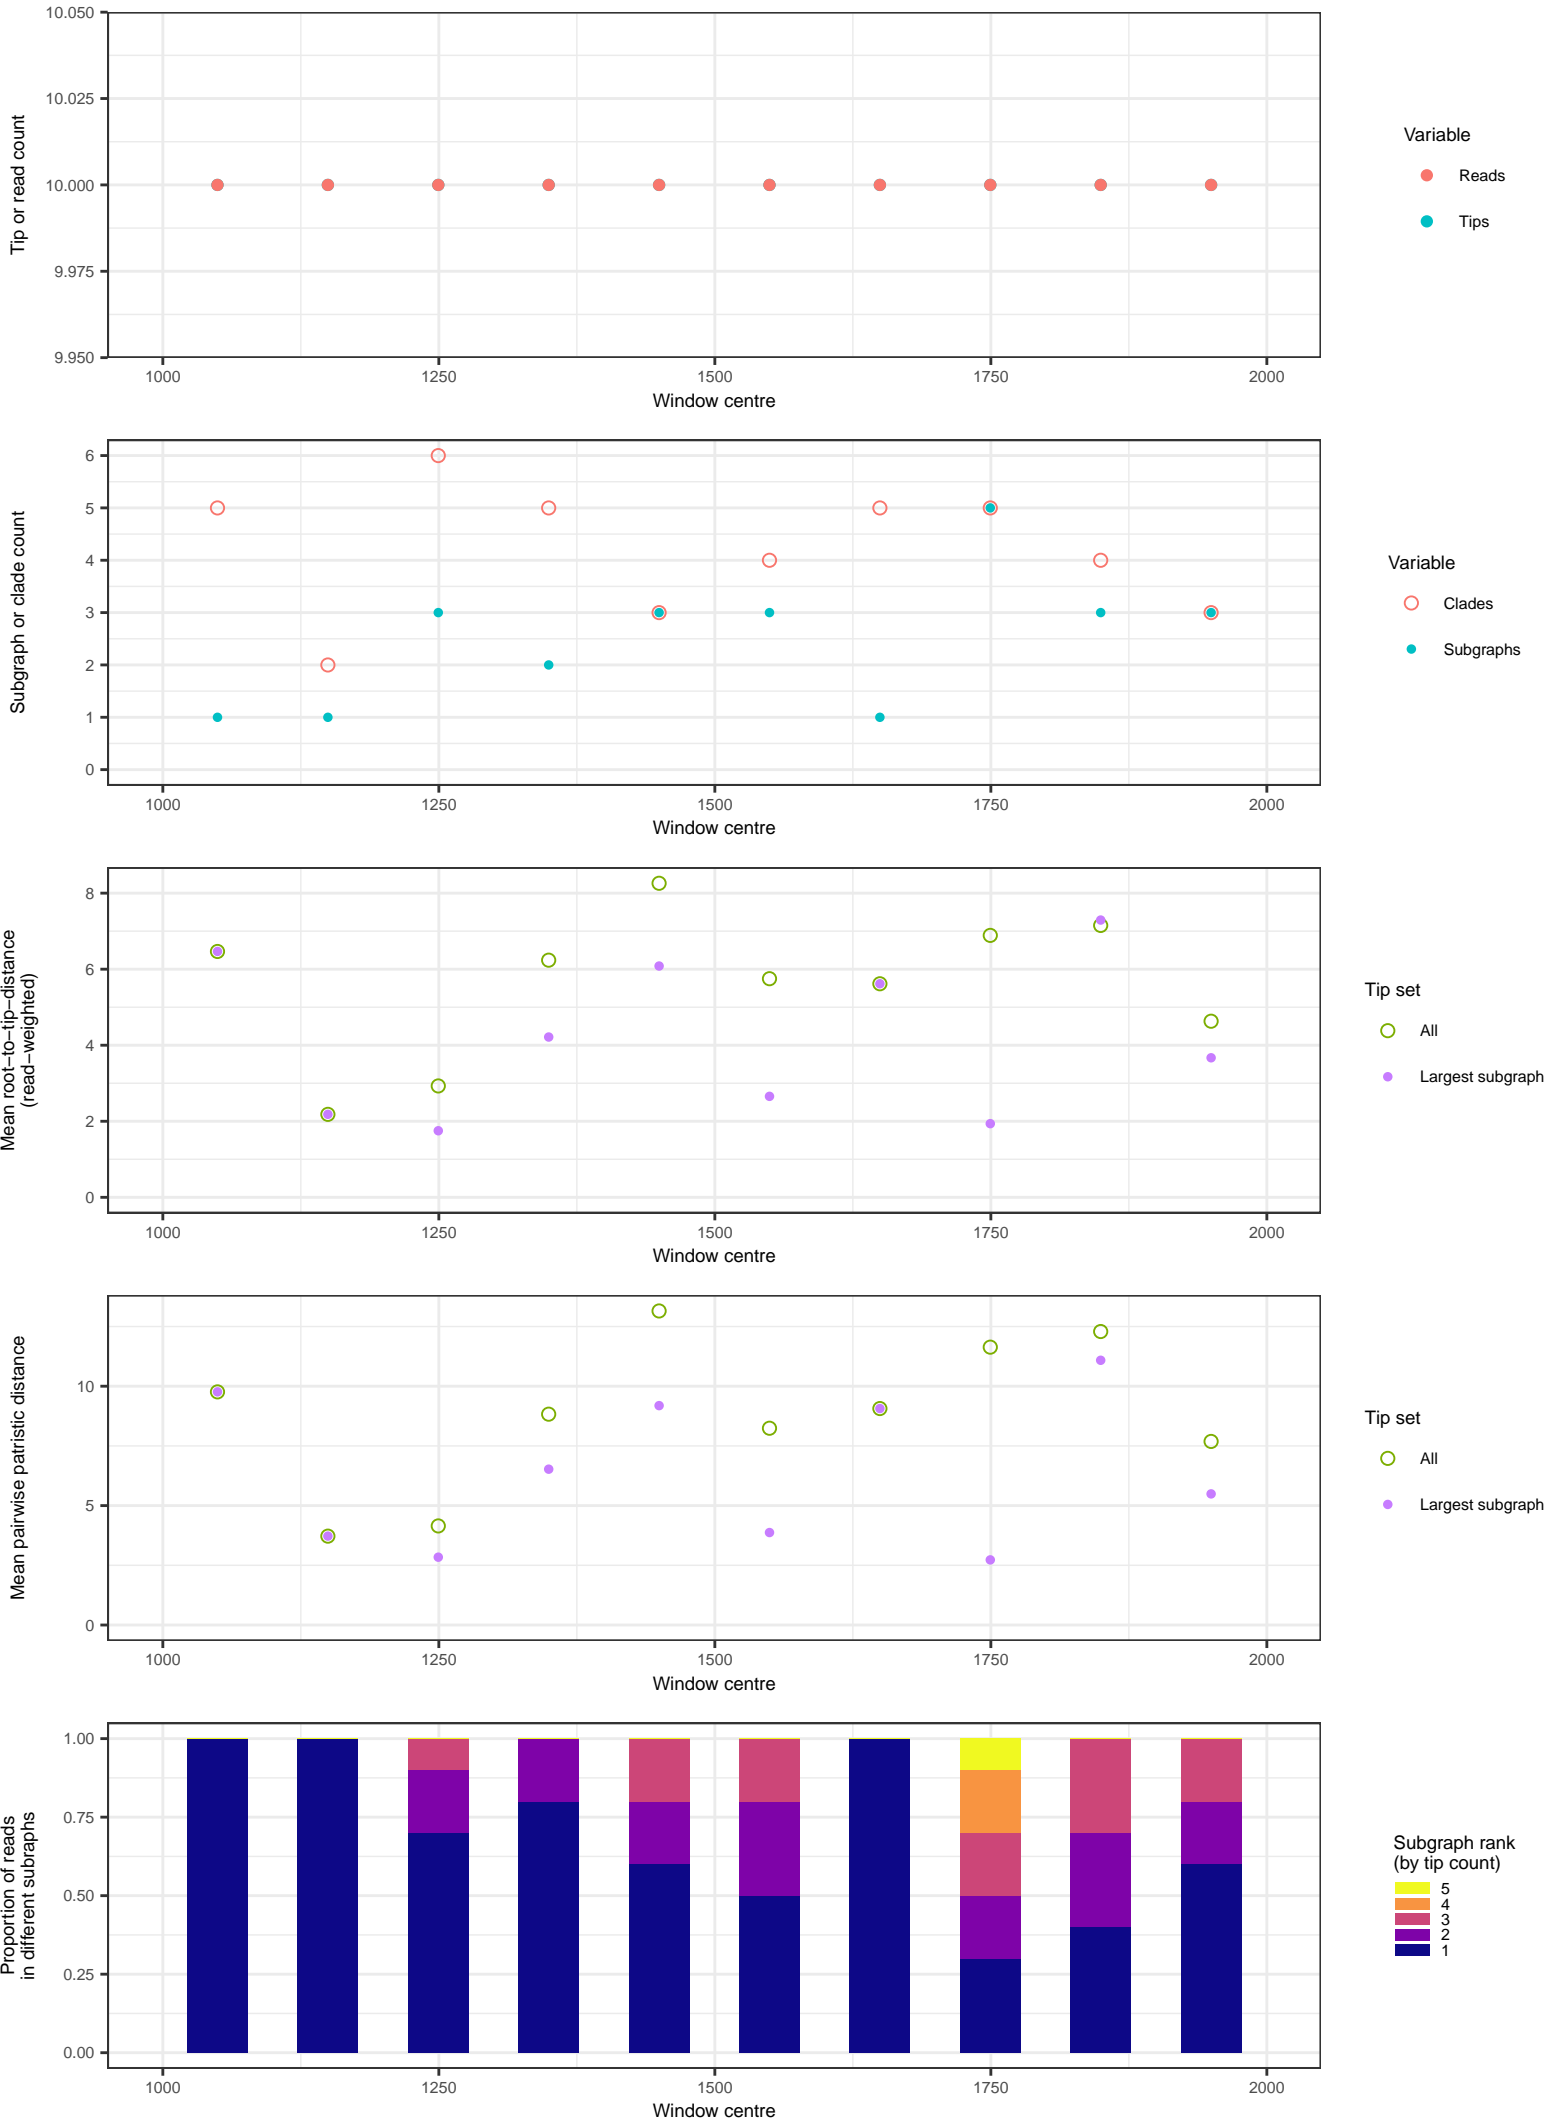 10.050
10.025
10.000
9.975
9.950
Tip or read count
1000 1250 1500 1750 2000
Window centre
Variable
Reads
Tips
6
5
4
3
2
1
0
Subgraph or clade count
1000 1250 1500 1750 2000
Window centre
Variable
Clades
Subgraphs
8
6
4
2
0
Mean root−to−tip−distance
(read−weighted)
1000 1250 1500 1750 2000
Window centre
Tip set
All
Largest subgraph
10
5
0
Mean pairwise patristic distance
1000 1250 1500 1750 2000
Window centre
Tip set
All
Largest subgraph
1.00
0.75
0.50
0.25
0.00
Proportion of reads
in different subraphs
1000 1250 1500 1750 2000
Window centre
Subgraph rank
(by tip count)
5
4
3
2
1